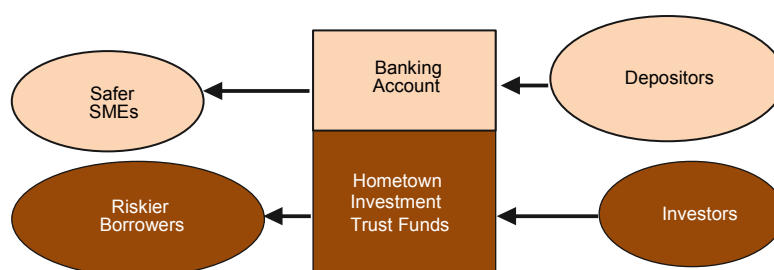 Safer
SMEs
Banking
Account
Depositors
Riskier
Borrowers
Hometown
Investment
Trust Funds
Investors